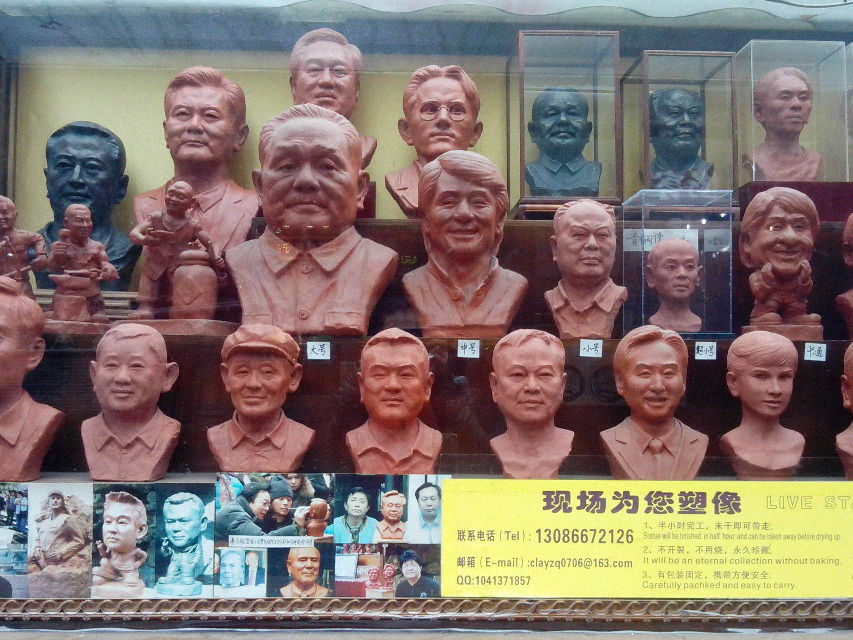 大号
中号
小号
超小号
卡通
现场为您塑像 LIVE STA
联系电话（Tel）: 13086672126
邮箱（E-mail）:clayzq0706@163.com
QQ:1041371857
1、半小时完工，未干即可带走;
Statue will be finished in half hour and can be taken away before drying up.
2、不开裂，不用烧，永久珍藏;
It will be an eternal collection without baking.
3、有包装固定，携带方便安全;
Carefully pachked and easy to carry.